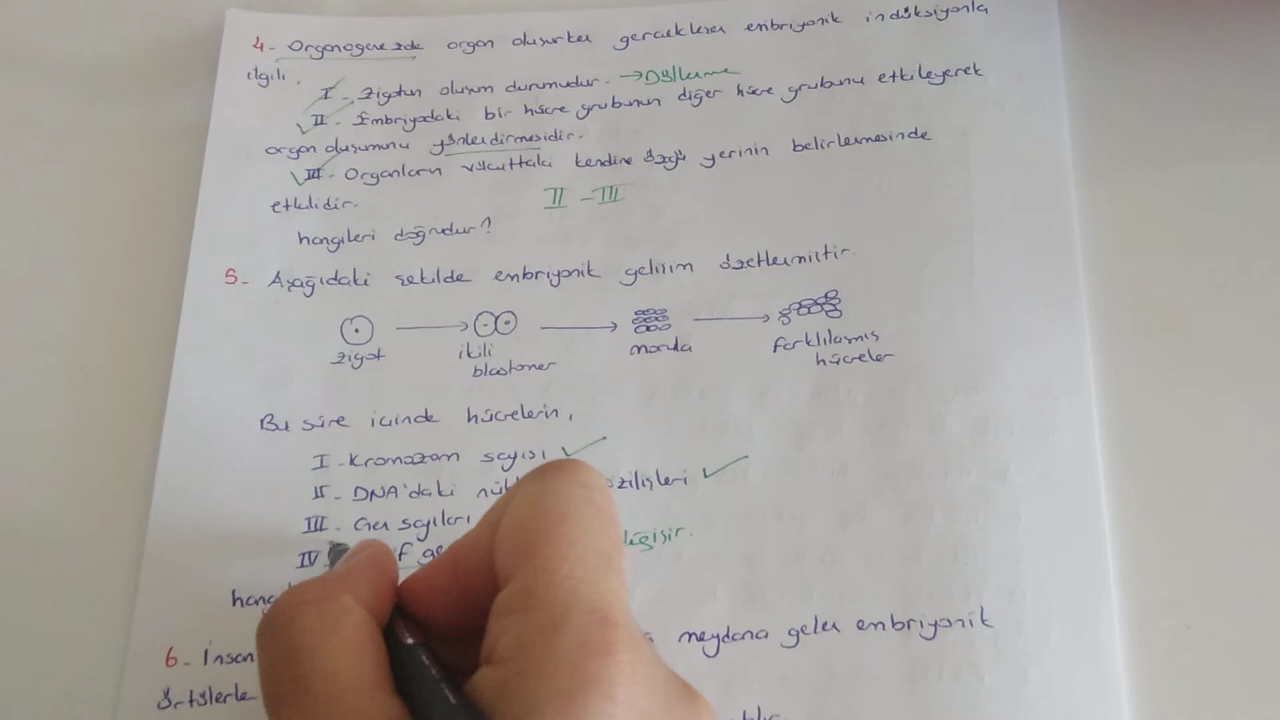 4- Organogenezde organ oluşurken gerçekleşen embriyonik indüksiyonla
ilgili.
I - Zigotun oluşum durumudur. → Döllenme
II - Embriyodaki bir hücre grubunun diğer hücre grubunu etkileyerek
organ oluşumunu yönlendirmesidir.
III - Organların vücuttaki kendine özgü yerinin belirlenmesinde
etkilidir.
II - III
hangileri doğrudur?
5- Aşağıdaki şekilde embriyonik gelişim özetlenmiştir.
zigot
ikili
blastomer
morula
farklılaşmış
hücreler
Bu süre içinde hücrelerin,
I - Kromozom sayısı ✓
II - DNA'daki ✓
III - Gen sayıları
IV
değişir.
6- İnsan meydana gelen embriyonik
örtülerle